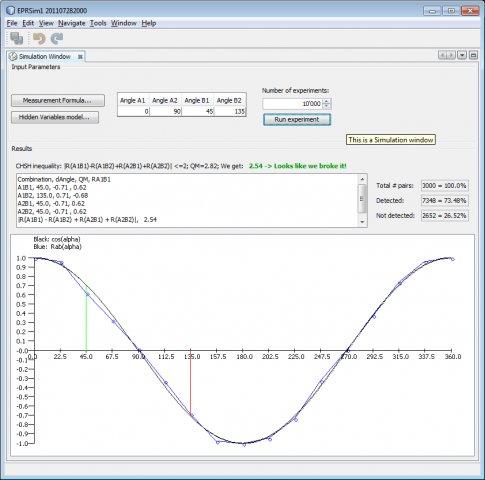 EPRSim1 201107282000
File Edit View Navigate Tools Window Help
Simulation Window
Input Parameters
Measurement Formula...
Hidden Variables model...
Angle A1 Angle A2 Angle B1 Angle B2
0 90 45 135
Number of experiments:
10'000
Run experiment
This is a Simulation window
Results
CHSH inequality: |R(A1B1)-R(A1B2)+R(A2B1)+R(A2B2)| <=2; QM=2.82; We get: 2.54 -> Looks like we broke it!
Combination, dAngle, QM, RA1B1
A1B1, 45.0, -0.71, 0.62
A1B2, 135.0, 0.71, -0.68
A2B1, 45.0, -0.71, 0.62
A2B2, 45.0, -0.71, 0.62
|R(A1B1) - R(A1B2) + R(A2B1) + R(A2B2)|, 2.54
Total # pairs: 3000 = 100.0%
Detected: 7348 = 73.48%
Not detected: 2652 = 26.52%
Black: cos(alpha)
Blue: Rab(alpha)
1.0
0.9
0.8
0.7
0.6
0.5
0.4
0.3
0.2
0.1
-0.0
-0.1
-0.2
-0.3
-0.4
-0.5
-0.6
-0.7
-0.8
-0.9
-1.0
0.0 22.5 45.0 67.5 90.0 112.5 135.0 157.5 180.0 202.5 225.0 247.5 270.0 292.5 315.0 337.5 360.0